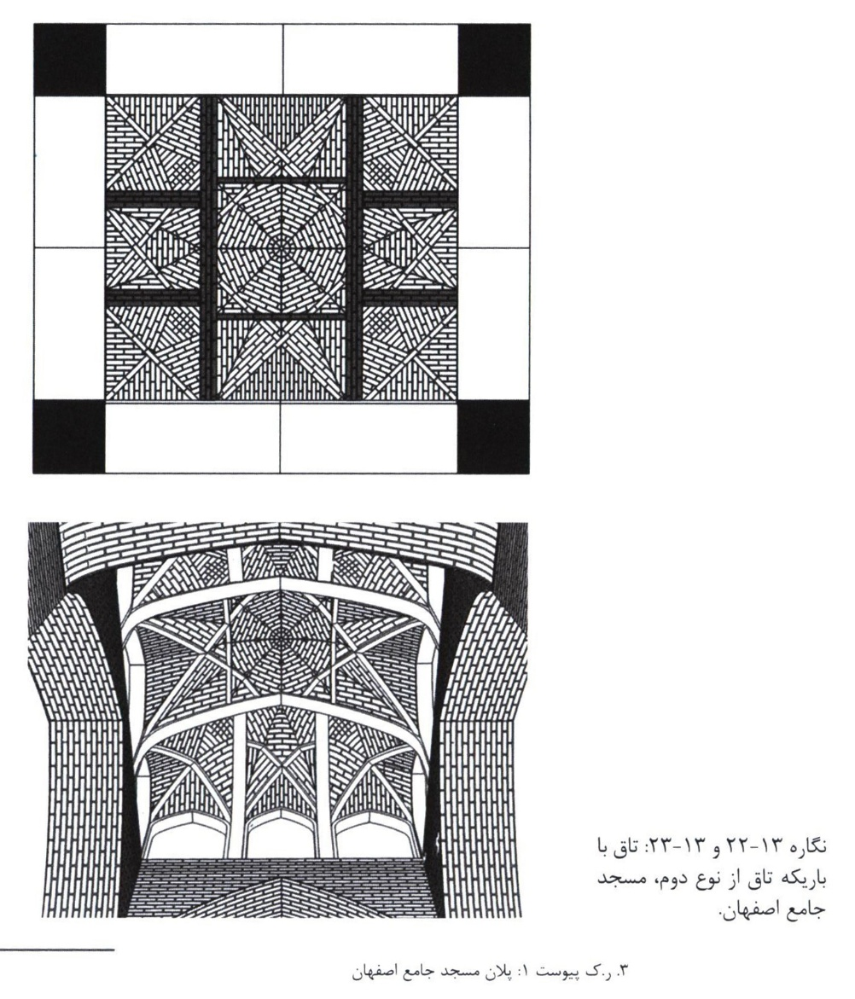 نگاره ۱۳-۲۲ و ۱۳-۲۳: تاق با
باریکه تاق از نوع دوم، مسجد
جامع اصفهان.
۳. ر.ک پیوست ۱: پلان مسجد جامع اصفهان